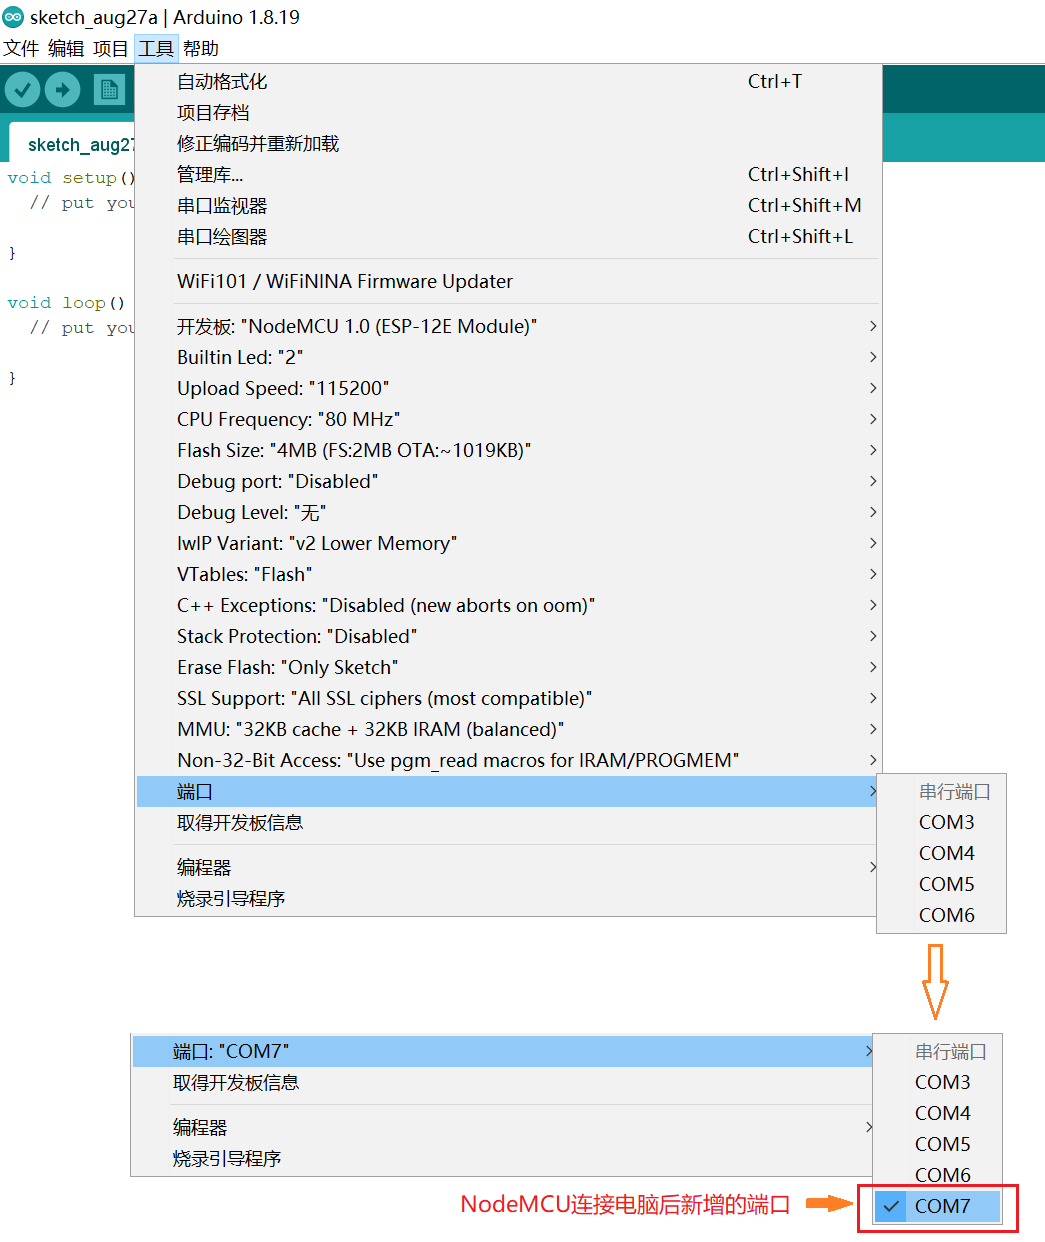 sketch_aug27a | Arduino 1.8.19
文件 编辑 项目 工具 帮助
自动格式化 Ctrl+T
项目存档
修正编码并重新加载
sketch_aug27
管理库... Ctrl+Shift+I
void setup()
串口监视器 Ctrl+Shift+M
// put you
串口绘图器 Ctrl+Shift+L
}
WiFi101 / WiFiNINA Firmware Updater
void loop()
// put you
开发板: "NodeMCU 1.0 (ESP-12E Module)"
Builtin Led: "2"
}
Upload Speed: "115200"
CPU Frequency: "80 MHz"
Flash Size: "4MB (FS:2MB OTA:~1019KB)"
Debug port: "Disabled"
Debug Level: "无"
lwIP Variant: "v2 Lower Memory"
VTables: "Flash"
C++ Exceptions: "Disabled (new aborts on oom)"
Stack Protection: "Disabled"
Erase Flash: "Only Sketch"
SSL Support: "All SSL ciphers (most compatible)"
MMU: "32KB cache + 32KB IRAM (balanced)"
Non-32-Bit Access: "Use pgm_read macros for IRAM/PROGMEM"
端口
串行端口
取得开发板信息
COM3
COM4
编程器
COM5
烧录引导程序
COM6
端口: "COM7"
串行端口
取得开发板信息
COM3
COM4
编程器
COM5
烧录引导程序
COM6
NodeMCU连接电脑后新增的端口
COM7